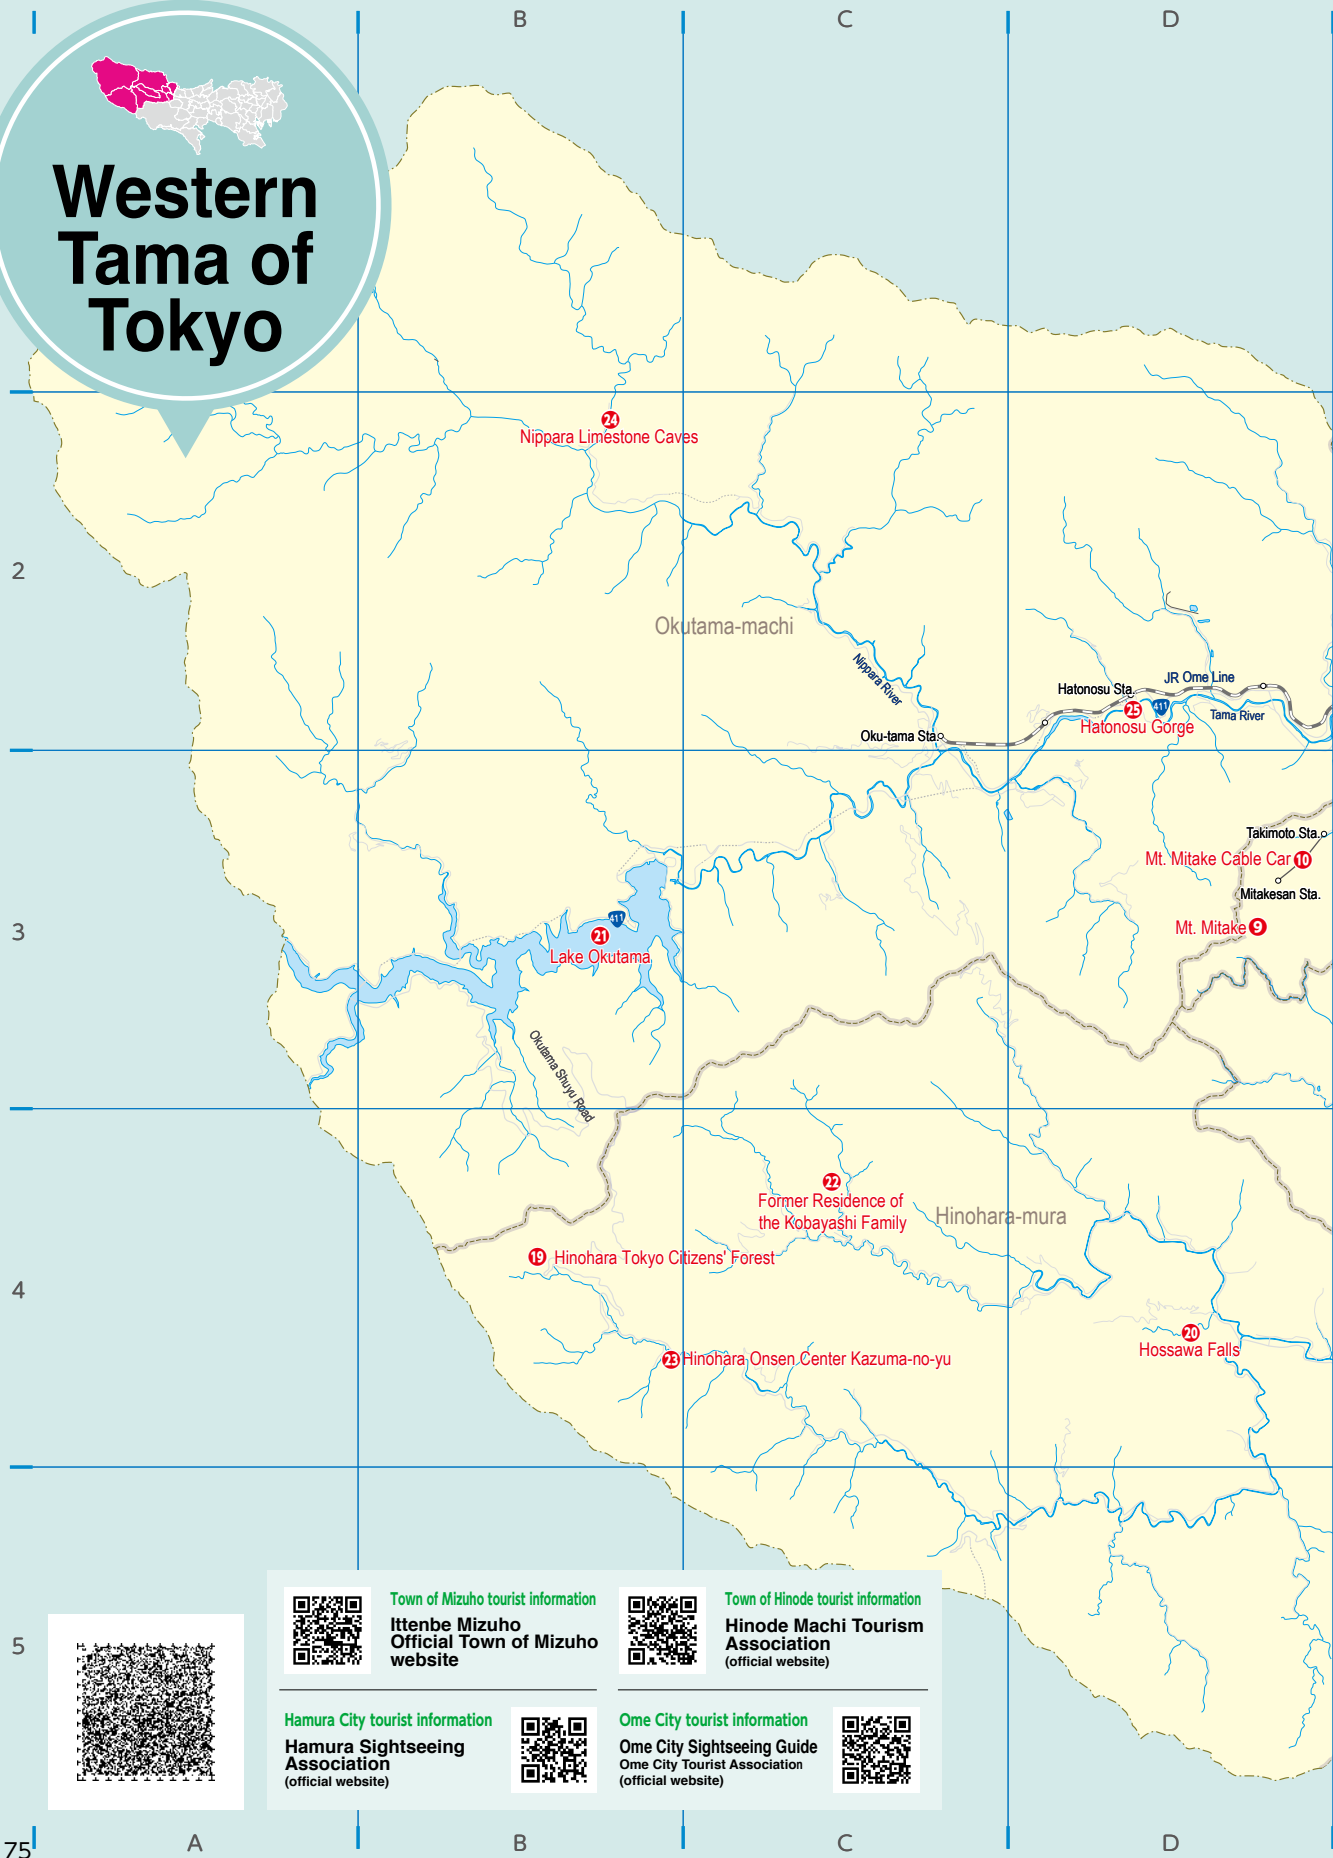 B
C
D
Western
Tama of
Tokyo
24
Nippara Limestone Caves
2
Okutama-machi
Nippara River
Hatonosu Sta.
JR Ome Line
25
411
Hatonosu Gorge
Tama River
Oku-tama Sta.
Takimoto Sta.
Mt. Mitake Cable Car 10
Mitakesan Sta.
Mt. Mitake 9
3
411
21
Lake Okutama
Okutama Shuyu Road
22
Former Residence of
the Kobayashi Family
Hinohara-mura
19 Hinohara Tokyo Citizens' Forest
4
20
Hossawa Falls
23 Hinohara Onsen Center Kazuma-no-yu
5
Town of Mizuho tourist information
Ittenbe Mizuho
Official Town of Mizuho
website
Town of Hinode tourist information
Hinode Machi Tourism
Association
(official website)
Hamura City tourist information
Hamura Sightseeing
Association
(official website)
Ome City tourist information
Ome City Sightseeing Guide
Ome City Tourist Association
(official website)
75
A
B
C
D